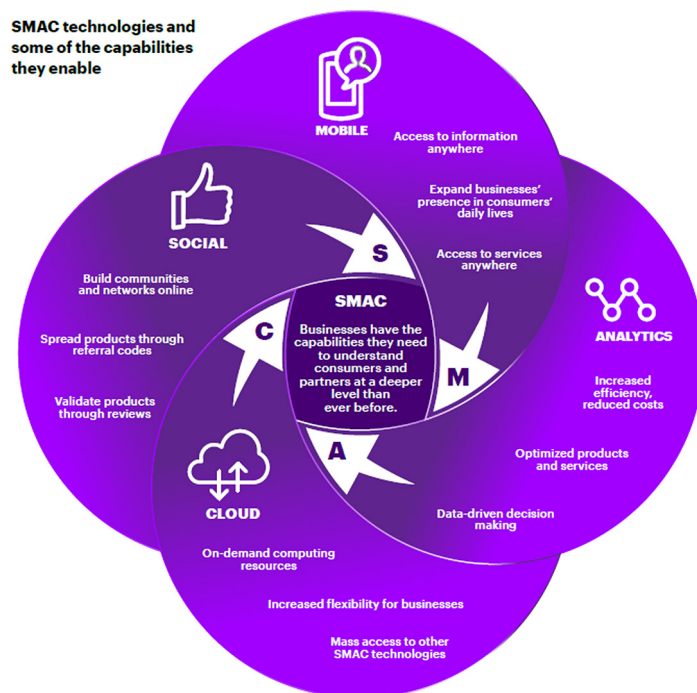 SMAC technologies and
some of the capabilities
they enable
MOBILE
Access to information
anywhere
Expand businesses’
presence in consumers’
daily lives
Access to services
anywhere
SOCIAL
Build communities
and networks online
Spread products through
referral codes
Validate products
through reviews
S
C
M
A
SMAC
Businesses have the
capabilities they need
to understand
consumers and
partners at a deeper
level than
ever before.
ANALYTICS
Increased
efficiency,
reduced costs
Optimized products
and services
Data-driven decision
making
CLOUD
On-demand computing
resources
Increased flexibility for businesses
Mass access to other
SMAC technologies